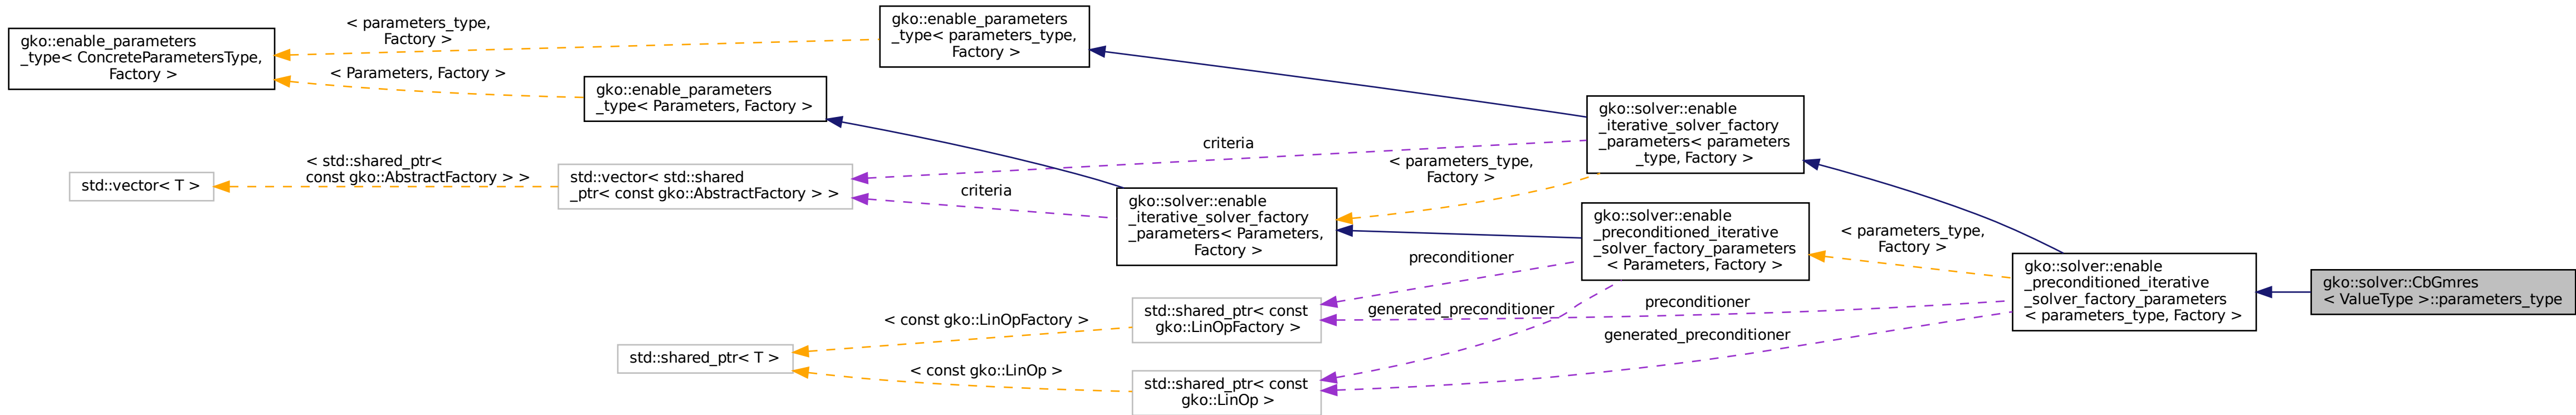 gko::enable_parameters
_type< ConcreteParametersType,
Factory >
< parameters_type,
Factory >
< Parameters, Factory >
gko::enable_parameters
_type< parameters_type,
Factory >
gko::enable_parameters
_type< Parameters, Factory >
std::vector< T >
< std::shared_ptr<
const gko::AbstractFactory > >
std::vector< std::shared
_ptr< const gko::AbstractFactory > >
criteria
criteria
gko::solver::enable
_iterative_solver_factory
_parameters< parameters
_type, Factory >
< parameters_type,
Factory >
gko::solver::enable
_iterative_solver_factory
_parameters< Parameters,
Factory >
gko::solver::enable
_preconditioned_iterative
_solver_factory_parameters
< Parameters, Factory >
< parameters_type,
Factory >
gko::solver::enable
_preconditioned_iterative
_solver_factory_parameters
< parameters_type, Factory >
gko::solver::CbGmres
< ValueType >::parameters_type
preconditioner
generated_preconditioner
preconditioner
generated_preconditioner
std::shared_ptr< const
gko::LinOpFactory >
std::shared_ptr< const
gko::LinOp >
< const gko::LinOpFactory >
< const gko::LinOp >
std::shared_ptr< T >